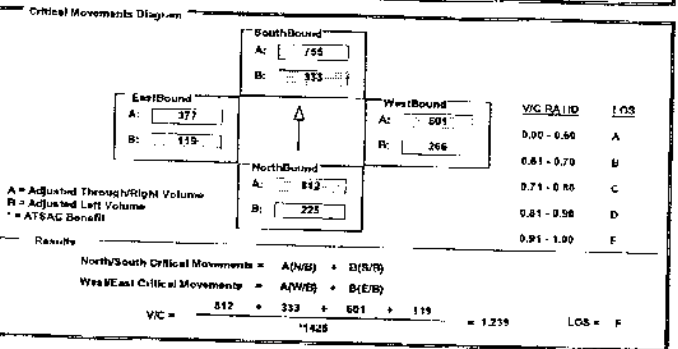 Critical Movements Diagram
SouthBound
A: 755
B: 333
EastBound
A: 377
B: 119
WestBound
A: 601
B: 266
V/C RATIO LOS
0.00 - 0.60 A
0.61 - 0.70 B
0.71 - 0.80 C
0.81 - 0.90 D
0.91 - 1.00 E
NorthBound
A: 812
B: 225
A = Adjusted Through/Right Volume
B = Adjusted Left Volume
* = ATSAC Benefit
Results
North/South Critical Movements = A(N/B) + B(S/B)
West/East Critical Movements = A(W/B) + B(E/B)
V/C = 812 + 333 + 601 + 119
*1425 = 1.239 LOS = F